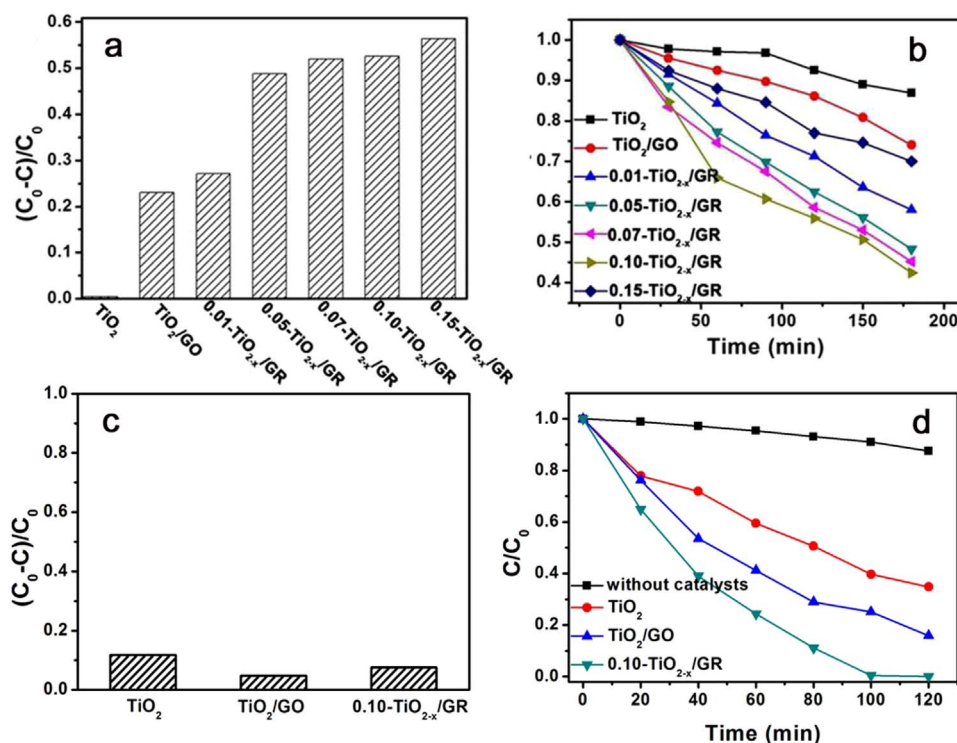 a
(C₀-C)/C₀
0.6
0.5
0.4
0.3
0.2
0.1
0.0
TiO₂
TiO₂/GO
0.01-TiO₂₋ₓ/GR
0.05-TiO₂₋ₓ/GR
0.07-TiO₂₋ₓ/GR
0.10-TiO₂₋ₓ/GR
0.15-TiO₂₋ₓ/GR
b
1.0
0.9
0.8
0.7
0.6
0.5
0.4
TiO₂
TiO₂/GO
0.01-TiO₂₋ₓ/GR
0.05-TiO₂₋ₓ/GR
0.07-TiO₂₋ₓ/GR
0.10-TiO₂₋ₓ/GR
0.15-TiO₂₋ₓ/GR
0 50 100 150 200
Time (min)
c
(C₀-C)/C₀
1.0
0.8
0.6
0.4
0.2
0.0
TiO₂ TiO₂/GO 0.10-TiO₂₋ₓ/GR
d
C/C₀
1.0
0.8
0.6
0.4
0.2
0.0
without catalysts
TiO₂
TiO₂/GO
0.10-TiO₂₋ₓ/GR
0 20 40 60 80 100 120
Time (min)